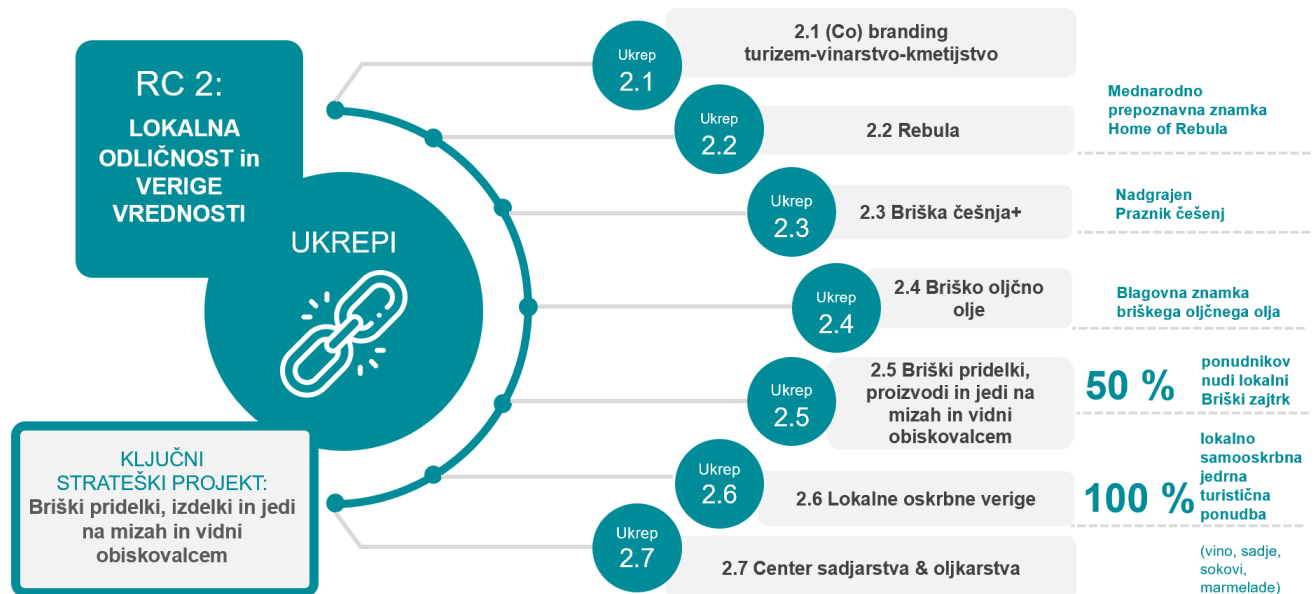 RC 2:
LOKALNA
ODLIČNOST in
VERIGE
VREDNOSTI
UKREPI
KLJUČNI
STRATEŠKI PROJEKT:
Briški pridelki, izdelki in jedi
na mizah in vidni
obiskovalcem
Ukrep
2.1
2.1 (Co) branding
turizem-vinarstvo-kmetijstvo
Ukrep
2.2
2.2 Rebula
Mednarodno
prepoznavna znamka
Home of Rebula
Ukrep
2.3
2.3 Briška češnja+
Nadgrajen
Praznik češenj
Ukrep
2.4
2.4 Briško oljčno
olje
Blagovna znamka
briškega oljčnega olja
Ukrep
2.5
2.5 Briški pridelki,
proizvodi in jedi na
mizah in vidni
obiskovalcem
50 %
ponudnikov
nudi lokalni
Briški zajtrk
Ukrep
2.6
2.6 Lokalne oskrbne verige
100 %
lokalno
samooskrbna
jedrna
turistična
ponudba
Ukrep
2.7
2.7 Center sadjarstva & oljkarstva
(vino, sadje,
sokovi,
marmelade)